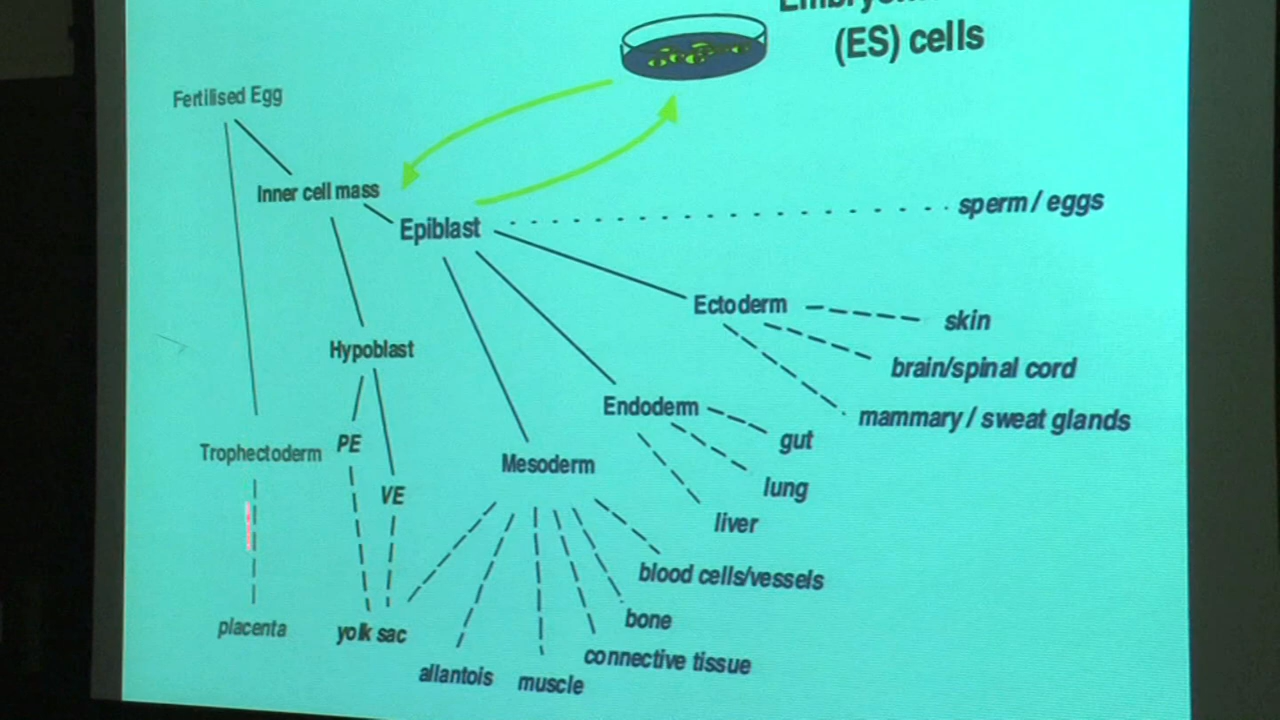 (ES) cells
Fertilised Egg
Inner cell mass
Epiblast
sperm / eggs
Ectoderm
skin
brain/spinal cord
mammary / sweat glands
Hypoblast
Endoderm
gut
lung
liver
Trophectoderm
PE
VE
Mesoderm
blood cells/vessels
bone
connective tissue
muscle
allantois
yolk sac
placenta